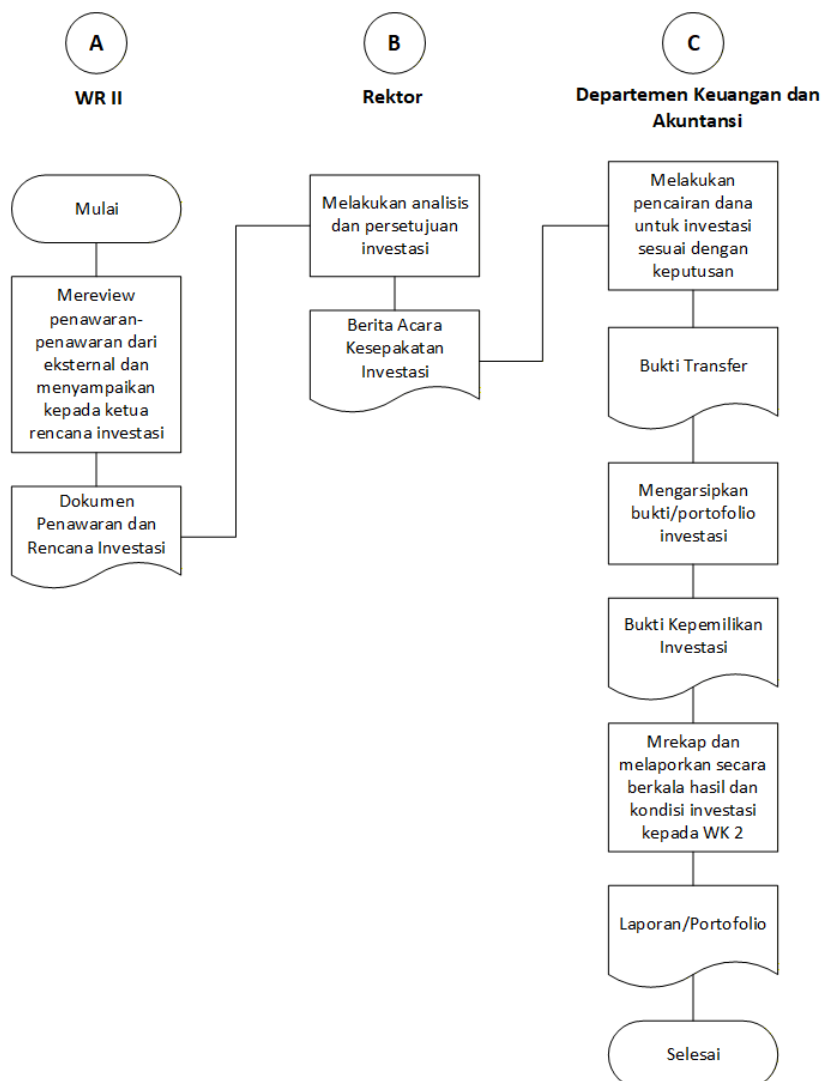 A
WR II
B
Rektor
C
Departemen Keuangan dan
Akuntansi
Mulai
Mereview
penawaran-
penawaran dari
eksternal dan
menyampaikan
kepada ketua
rencana investasi
Dokumen
Penawaran dan
Rencana Investasi
Melakukan analisis
dan persetujuan
investasi
Berita Acara
Kesepakatan
Investasi
Melakukan
pencairan dana
untuk investasi
sesuai dengan
keputusan
Bukti Transfer
Mengarsipkan
bukti/portofolio
investasi
Bukti Kepemilikan
Investasi
Mrekap dan
melaporkan secara
berkala hasil dan
kondisi investasi
kepada WK 2
Laporan/Portofolio
Selesai